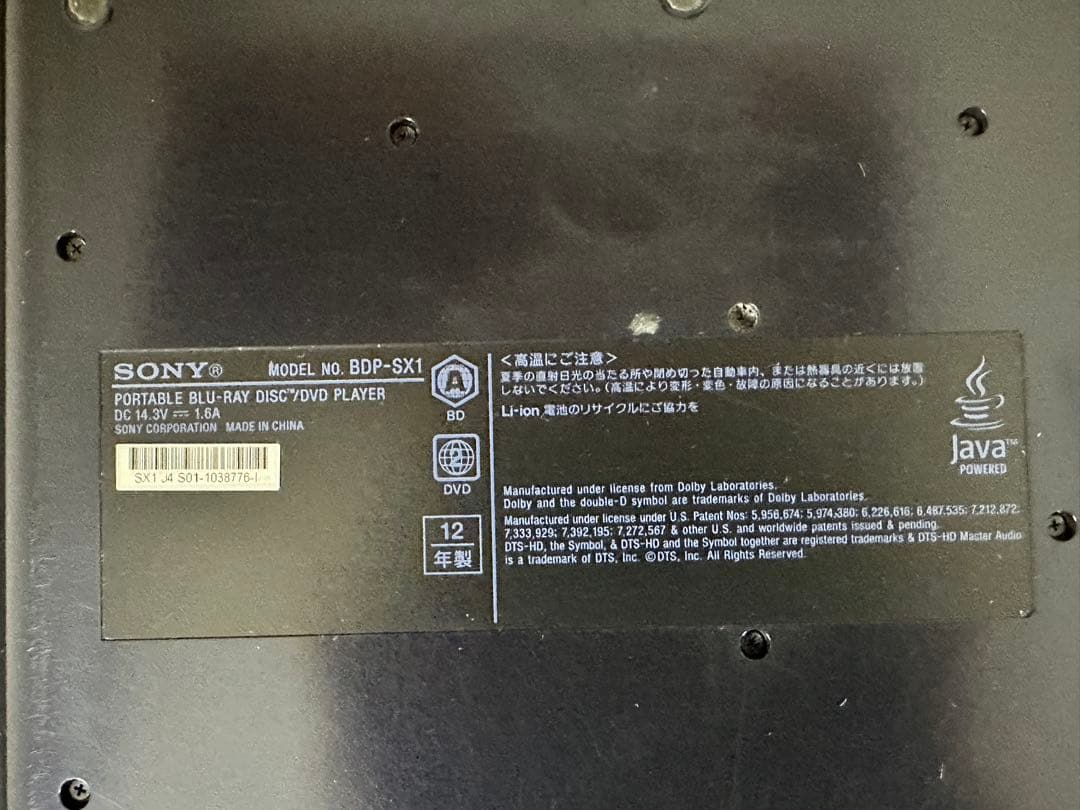 SONY®
MODEL NO. BDP-SX1
PORTABLE BLU-RAY DISC™/DVD PLAYER
DC 14.3V ⎓ 1.6A
SONY CORPORATION MADE IN CHINA
SX1 J4 S01-1038776-
A
BD
2
DVD
12
年製
<高温にご注意>
夏季の直射日光の当たる所や閉め切った自動車内、または熱器具の近くには放置
しないでください。(高温により変形・変色・故障の原因になることがあります。)
Li-ion 電池のリサイクルにご協力を
Java™
POWERED
Manufactured under license from Dolby Laboratories.
Dolby and the double-D symbol are trademarks of Dolby Laboratories.
Manufactured under license under U.S. Patent Nos: 5,956,674; 5,974,380; 6,226,616; 6,487,535; 7,212,872;
7,333,929; 7,392,195; 7,272,567 & other U.S. and worldwide patents issued & pending.
DTS-HD, the Symbol, & DTS-HD and the Symbol together are registered trademarks & DTS-HD Master Audio
is a trademark of DTS, Inc. ©DTS, Inc. All Rights Reserved.